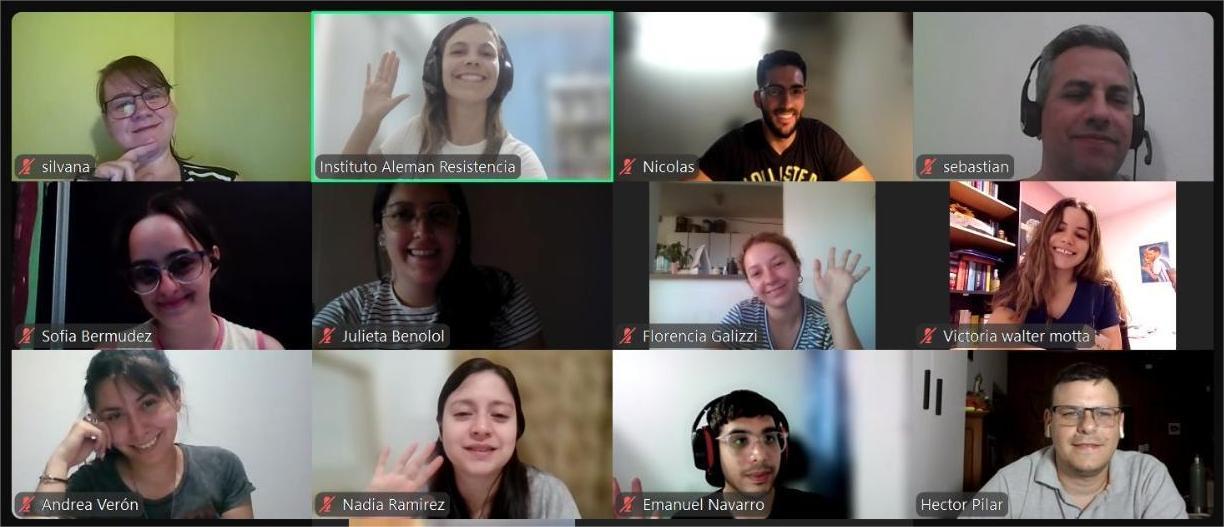 silvana
Instituto Aleman Resistencia
Nicolas
sebastian
Sofia Bermudez
Julieta Benolol
Florencia Galizzi
Victoria walter motta
Andrea Verón
Nadia Ramirez
Emanuel Navarro
Hector Pilar